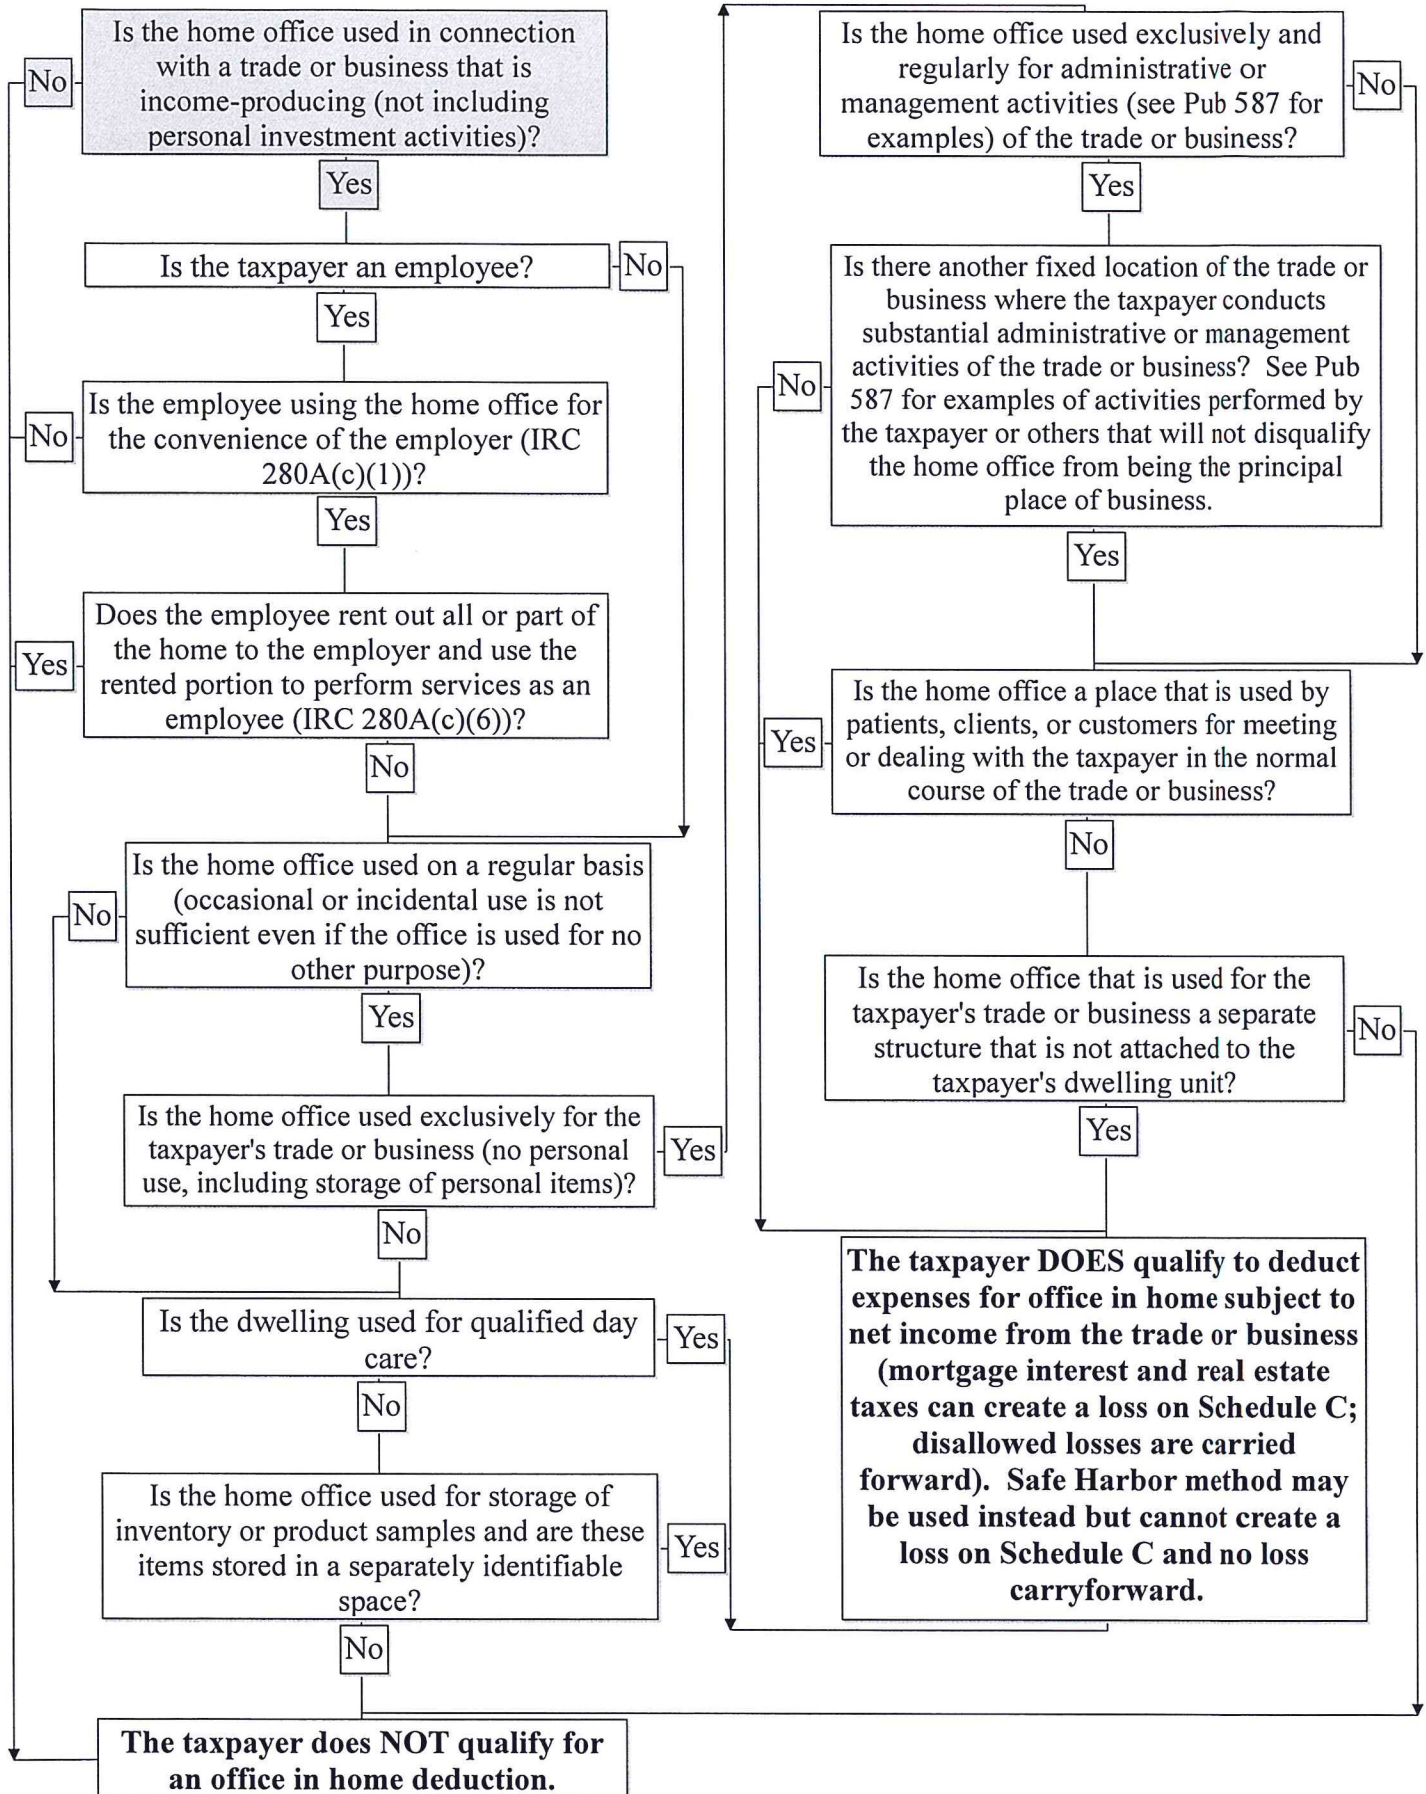 Is the home office used in connection
with a trade or business that is
income-producing (not including
personal investment activities)?
No
Yes
Is the taxpayer an employee?
No
Yes
Is the employee using the home office for
the convenience of the employer (IRC
280A(c)(1))?
No
Yes
Does the employee rent out all or part of
the home to the employer and use the
rented portion to perform services as an
employee (IRC 280A(c)(6))?
Yes
No
Is the home office used on a regular basis
(occasional or incidental use is not
sufficient even if the office is used for no
other purpose)?
No
Yes
Is the home office used exclusively for the
taxpayer's trade or business (no personal
use, including storage of personal items)?
Yes
No
Is the dwelling used for qualified day
care?
Yes
No
Is the home office used for storage of
inventory or product samples and are these
items stored in a separately identifiable
space?
Yes
No
The taxpayer does NOT qualify for
an office in home deduction.
Is the home office used exclusively and
regularly for administrative or
management activities (see Pub 587 for
examples) of the trade or business?
No
Yes
Is there another fixed location of the trade or
business where the taxpayer conducts
substantial administrative or management
activities of the trade or business?  See Pub
587 for examples of activities performed by
the taxpayer or others that will not disqualify
the home office from being the principal
place of business.
No
Yes
Is the home office a place that is used by
patients, clients, or customers for meeting
or dealing with the taxpayer in the normal
course of the trade or business?
Yes
No
Is the home office that is used for the
taxpayer's trade or business a separate
structure that is not attached to the
taxpayer's dwelling unit?
No
Yes
The taxpayer DOES qualify to deduct
expenses for office in home subject to
net income from the trade or business
(mortgage interest and real estate
taxes can create a loss on Schedule C;
disallowed losses are carried
forward).  Safe Harbor method may
be used instead but cannot create a
loss on Schedule C and no loss
carryforward.